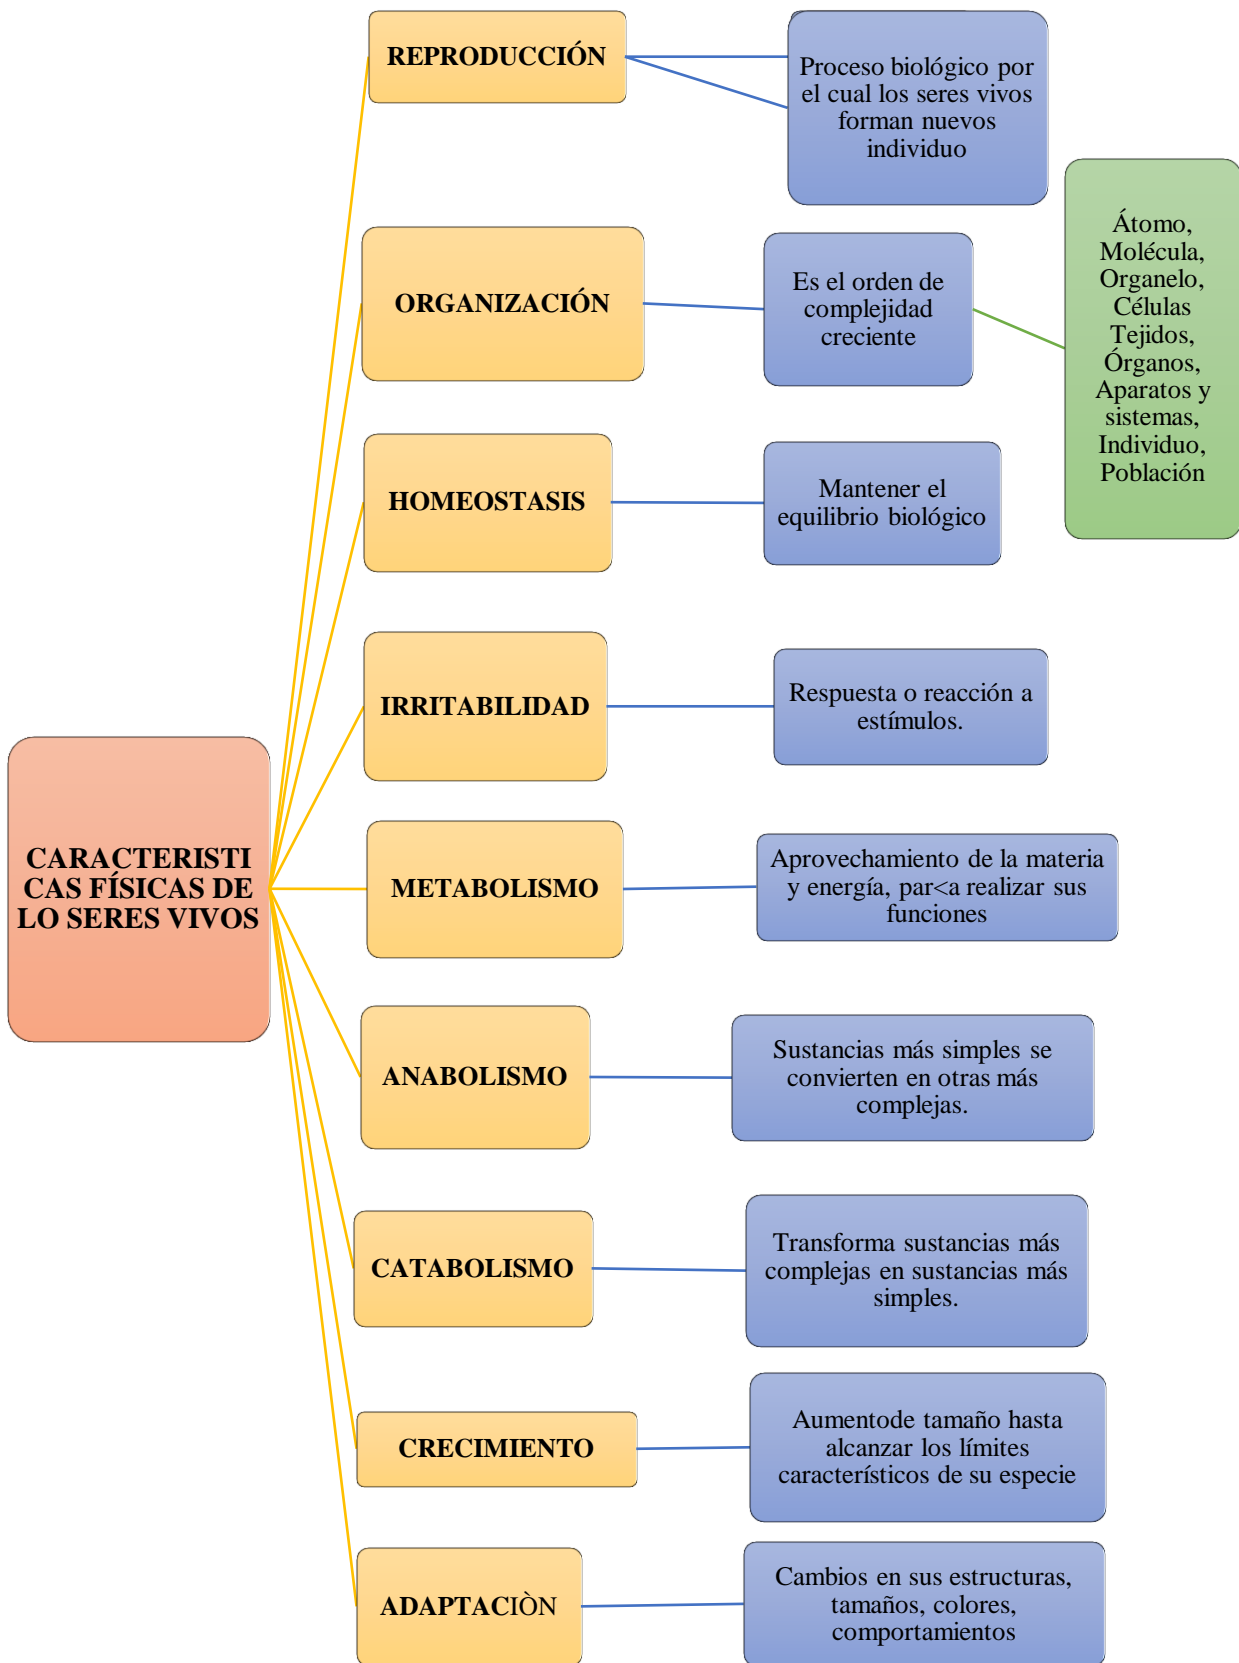 REPRODUCCIÓN
Proceso biológico por
el cual los seres vivos
forman nuevos
individuo
ORGANIZACIÓN
Es el orden de
complejidad
creciente
Átomo,
Molécula,
Organelo,
Células
Tejidos,
Órganos,
Aparatos y
sistemas,
Individuo,
Población
HOMEOSTASIS
Mantener el
equilibrio biológico
IRRITABILIDAD
Respuesta o reacción a
estímulos.
CARACTERISTI
CAS FÍSICAS DE
LO SERES VIVOS
METABOLISMO
Aprovechamiento de la materia
y energía, par<a realizar sus
funciones
ANABOLISMO
Sustancias más simples se
convierten en otras más
complejas.
CATABOLISMO
Transforma sustancias más
complejas en sustancias más
simples.
CRECIMIENTO
Aumentode tamaño hasta
alcanzar los límites
característicos de su especie
ADAPTACIÒN
Cambios en sus estructuras,
tamaños, colores,
comportamientos